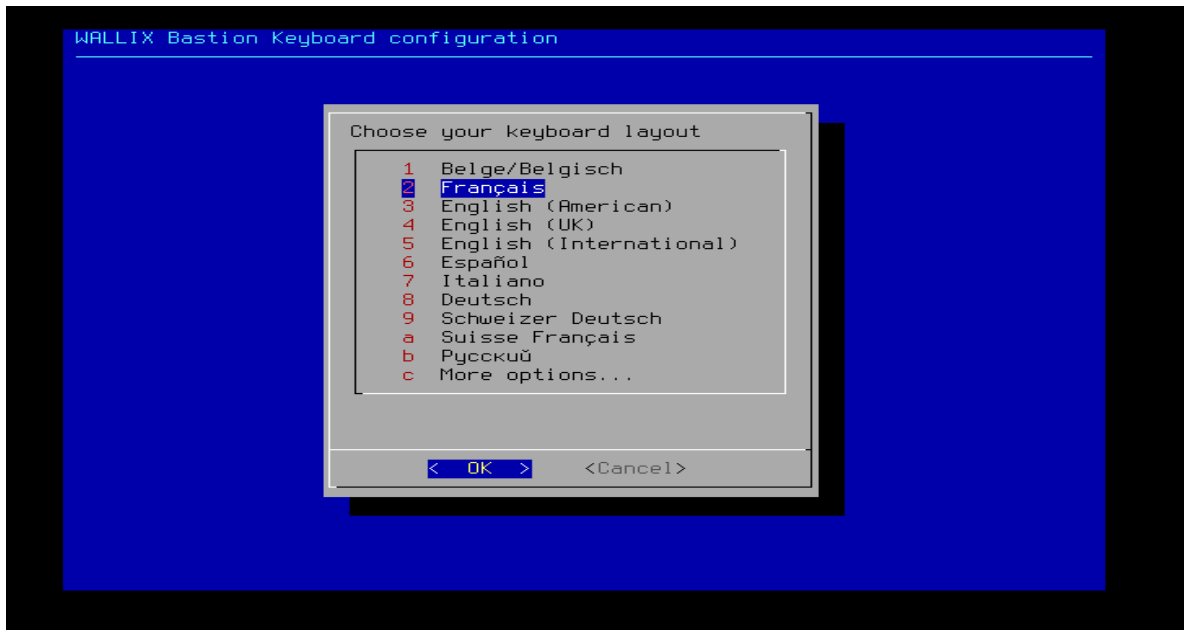 WALLIX Bastion Keyboard configuration
Choose your keyboard layout
1 Belge/Belgisch
2 Français
3 English (American)
4 English (UK)
5 English (International)
6 Español
7 Italiano
8 Deutsch
9 Schweizer Deutsch
a Suisse Français
b Русский
c More options...
< OK > <Cancel>